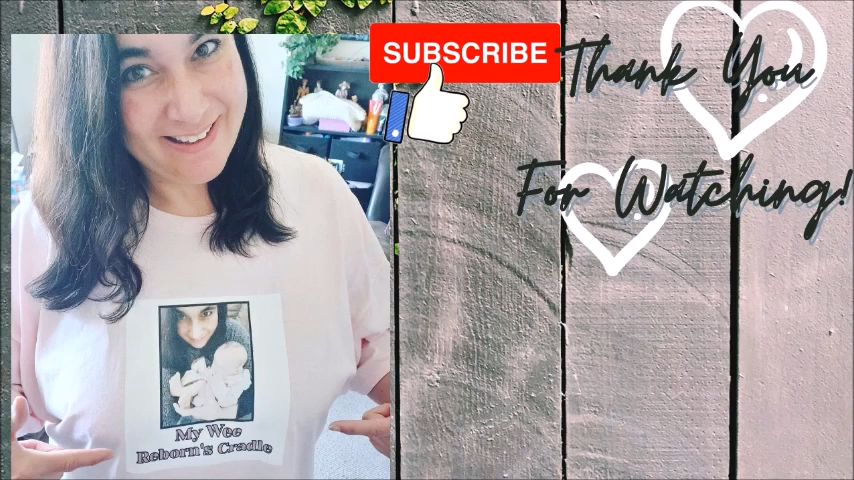 SUBSCRIBE
Thank You
For Watching!
My Wee
Reborn's Cradle